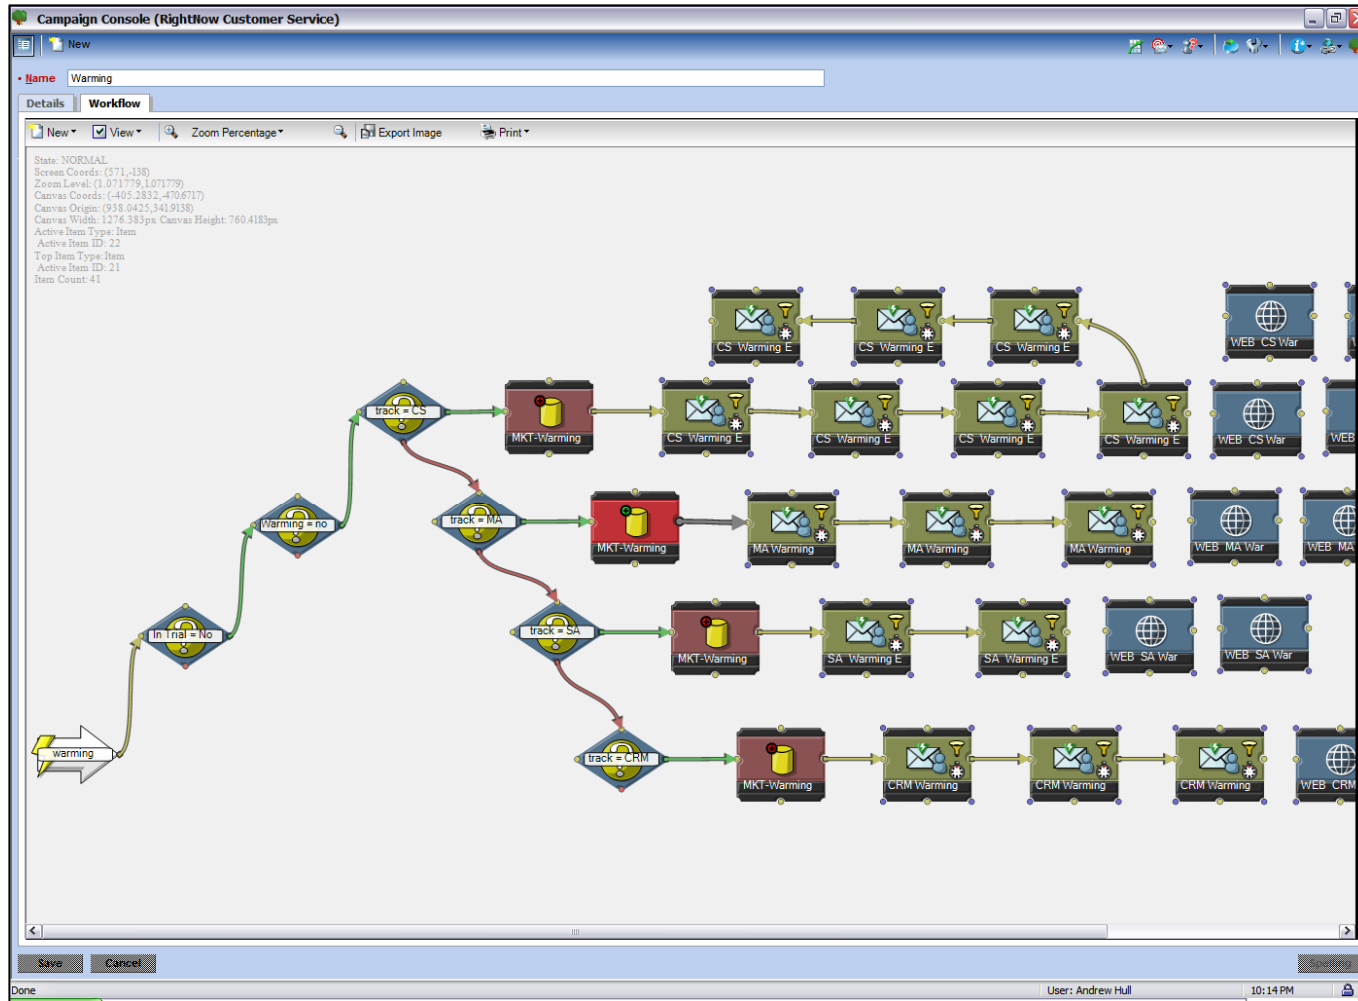 Campaign Console (RightNow Customer Service)
New
Name Warming
Details Workflow
New View Zoom Percentage Export Image Print
State: NORMAL
Screen Coords: (571,-138)
Zoom Level: (1.071779,1.071779)
Canvas Coords: (-405.2832,-470.6717)
Canvas Origin: (938.0425,341.9138)
Canvas Width: 1276.383px Canvas Height: 760.4183px
Active Item Type: Item
Active Item ID: 22
Top Item Type: Item
Active Item ID: 21
Item Count: 41
CS Warming E CS Warming E CS Warming E WEB CS War
track = CS MKT-Warming CS Warming E CS Warming E CS Warming E CS Warming E WEB CS War WEB
Warming = no track = MA MKT-Warming MA Warming MA Warming MA Warming WEB MA War WEB MA
In Trial = No track = SA MKT-Warming SA Warming E SA Warming E WEB SA War WEB SA War
warming track = CRM MKT-Warming CRM Warming CRM Warming CRM Warming WEB CRM
Save Cancel Spelling
Done User: Andrew Hull 10:14 PM